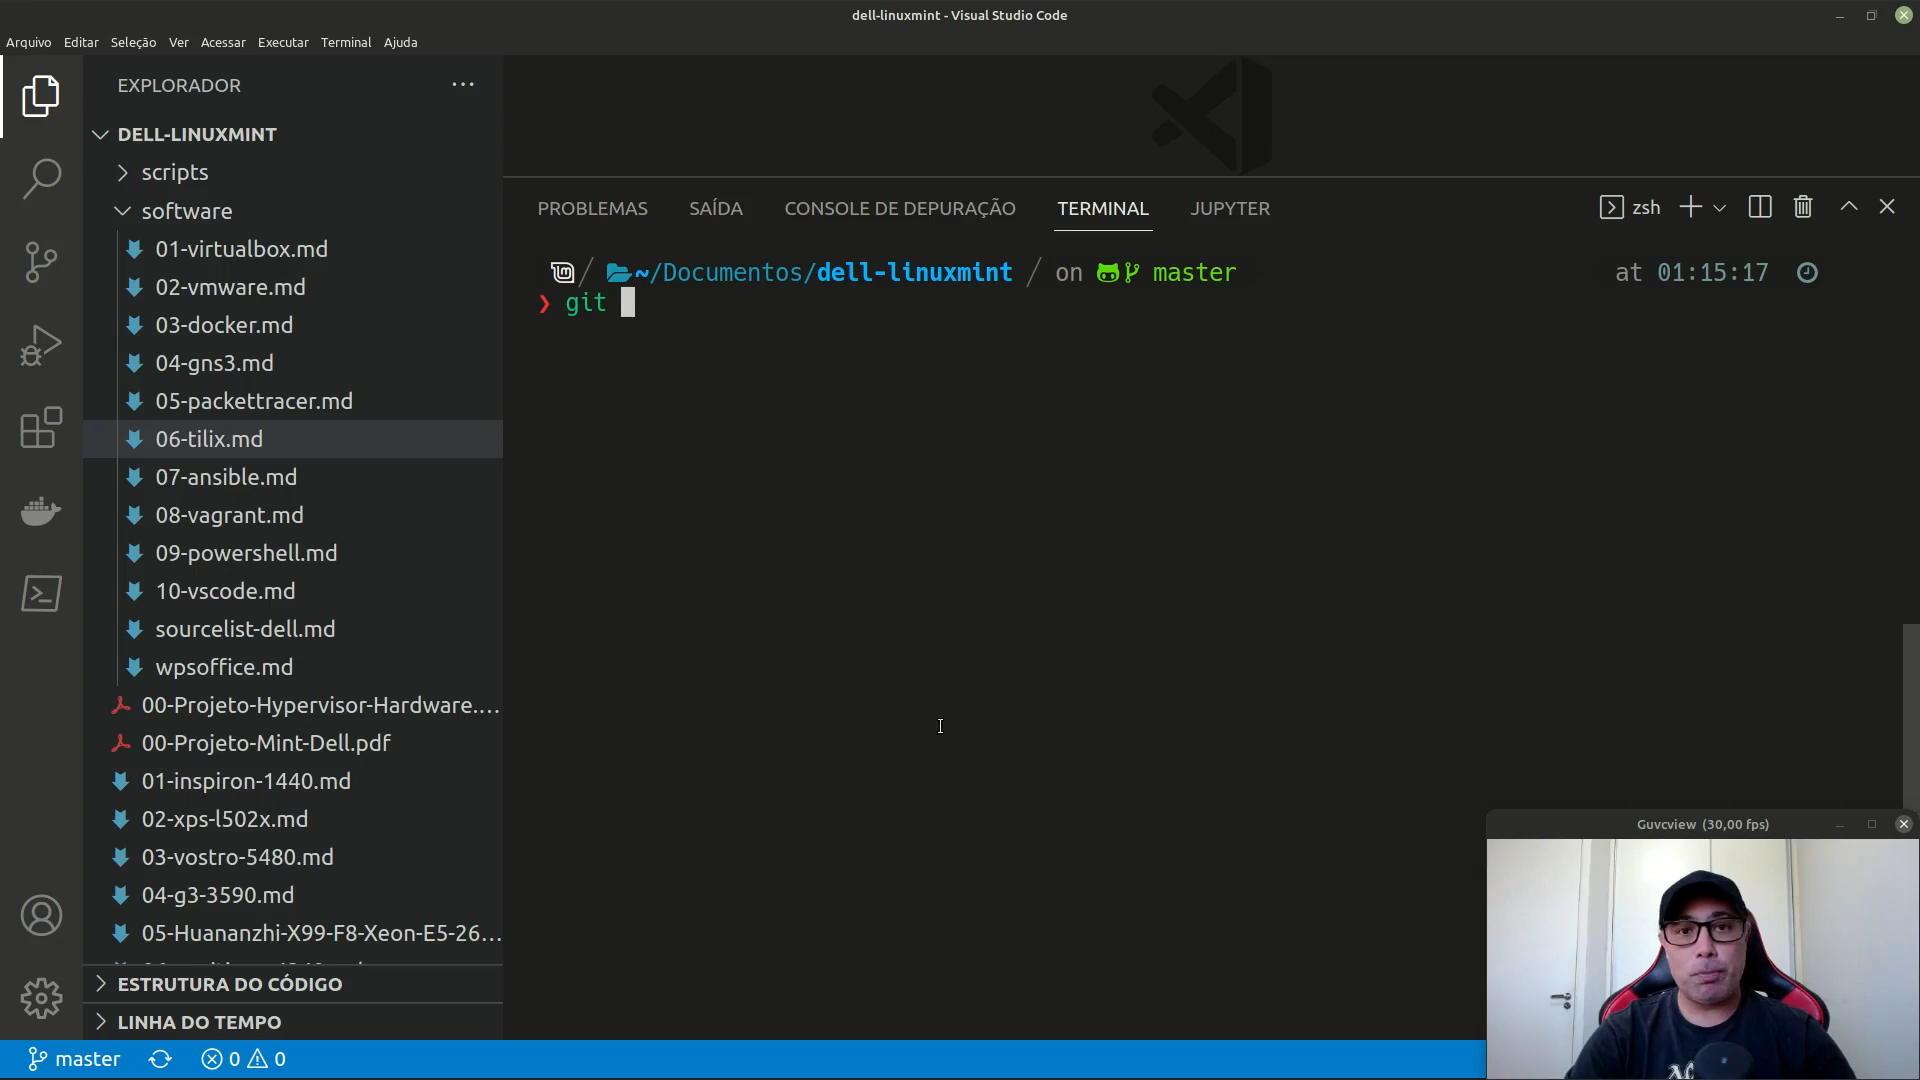 dell-linuxmint - Visual Studio Code
Arquivo Editar Seleção Ver Acessar Executar Terminal Ajuda
EXPLORADOR
DELL-LINUXMINT
scripts
software
01-virtualbox.md
02-vmware.md
03-docker.md
04-gns3.md
05-packettracer.md
06-tilix.md
07-ansible.md
08-vagrant.md
09-powershell.md
10-vscode.md
sourcelist-dell.md
wpsoffice.md
00-Projeto-Hypervisor-Hardware....
00-Projeto-Mint-Dell.pdf
01-inspiron-1440.md
02-xps-l502x.md
03-vostro-5480.md
04-g3-3590.md
05-Huananzhi-X99-F8-Xeon-E5-26...
ESTRUTURA DO CÓDIGO
LINHA DO TEMPO
PROBLEMAS SAÍDA CONSOLE DE DEPURAÇÃO TERMINAL JUPYTER zsh
~/Documentos/dell-linuxmint / on master at 01:15:17
❯ git
Guvcview (30,00 fps)
master 0 0